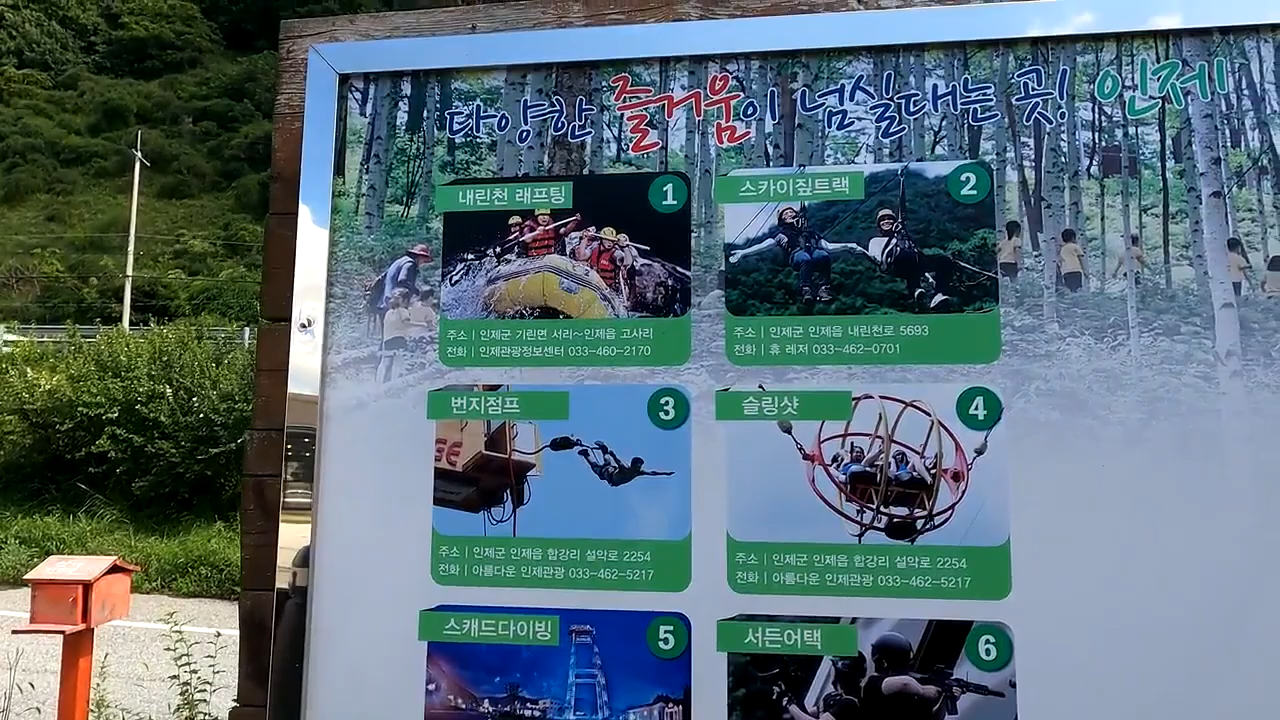 다양한 즐거움이 넘실대는 곳! 인제
내린천 래프팅
1
주소 | 인제군 기린면 서리~인제읍 고사리
전화 | 인제관광정보센터 033-460-2170
스카이짚트랙
2
주소 | 인제군 인제읍 내린천로 5693
전화 | 휴 레저 033-462-0701
번지점프
3
주소 | 인제군 인제읍 합강리 설악로 2254
전화 | 아름다운 인제관광 033-462-5217
슬링샷
4
주소 | 인제군 인제읍 합강리 설악로 2254
전화 | 아름다운 인제관광 033-462-5217
스캐드다이빙
5
서든어택
6